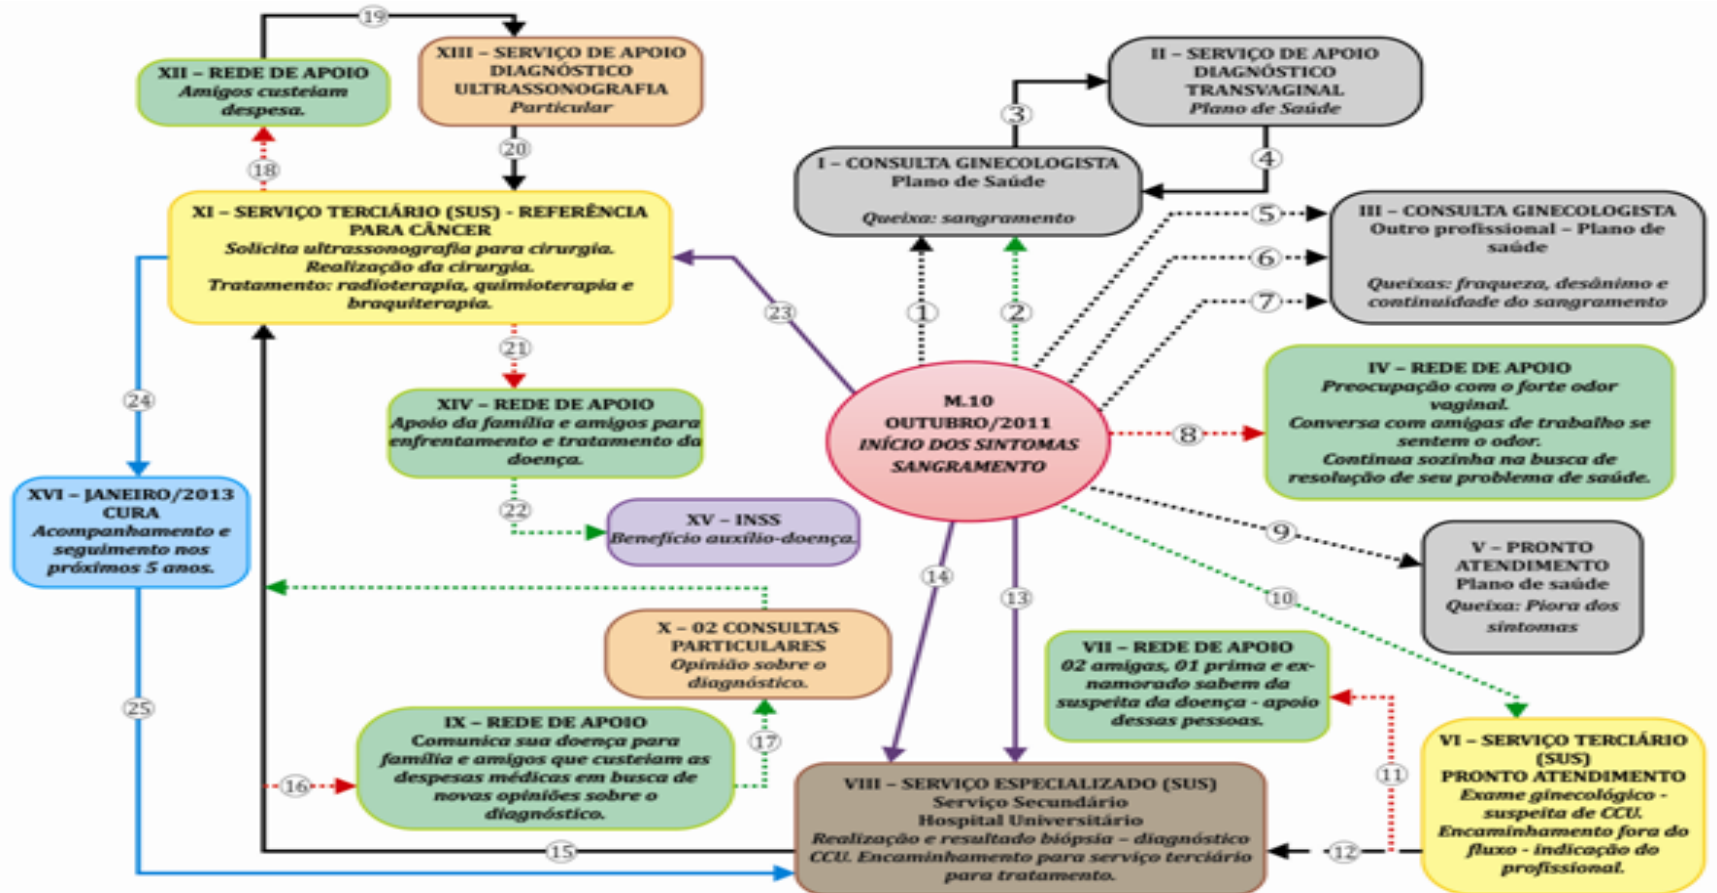 19
XII – REDE DE APOIO
Amigos custeiam
despesa.
XIII – SERVIÇO DE APOIO
DIAGNÓSTICO
ULTRASSONOGRAFIA
Particular
II – SERVIÇO DE APOIO
DIAGNÓSTICO
TRANSVAGINAL
Plano de Saúde
3
4
18
20
I – CONSULTA GINECOLOGISTA
Plano de Saúde
Queixa: sangramento
XI – SERVIÇO TERCIÁRIO (SUS) - REFERÊNCIA
PARA CÂNCER
Solicita ultrassonografia para cirurgia.
Realização da cirurgia.
Tratamento: radioterapia, quimioterapia e
braquiterapia.
5
6
7
III – CONSULTA GINECOLOGISTA
Outro profissional – Plano de
saúde
Queixas: fraqueza, desânimo e
continuidade do sangramento
23
1
2
21
24
XIV – REDE DE APOIO
Apoio da família e amigos para
enfrentamento e tratamento da
doença.
M.10
OUTUBRO/2011
INÍCIO DOS SINTOMAS
SANGRAMENTO
8
IV – REDE DE APOIO
Preocupação com o forte odor
vaginal.
Conversa com amigas de trabalho se
sentem o odor.
Continua sozinha na busca de
resolução de seu problema de saúde.
XVI – JANEIRO/2013
CURA
Acompanhamento e
seguimento nos
próximos 5 anos.
22
XV – INSS
Benefício auxílio-doença.
9
V – PRONTO
ATENDIMENTO
Plano de saúde
Queixa: Piora dos
sintomas
14
13
10
X – 02 CONSULTAS
PARTICULARES
Opinião sobre o
diagnóstico.
VII – REDE DE APOIO
02 amigas, 01 prima e ex-
namorado sabem da
suspeita da doença - apoio
dessas pessoas.
25
17
IX – REDE DE APOIO
Comunica sua doença para
família e amigos que custeiam as
despesas médicas em busca de
novas opiniões sobre o
diagnóstico.
16
11
VI – SERVIÇO TERCIÁRIO
(SUS)
PRONTO ATENDIMENTO
Exame ginecológico -
suspeita de CCU.
Encaminhamento fora do
fluxo - indicação do
profissional.
VIII – SERVIÇO ESPECIALIZADO (SUS)
Serviço Secundário
Hospital Universitário
Realização e resultado biópsia – diagnóstico
CCU. Encaminhamento para serviço terciário
para tratamento.
15
12